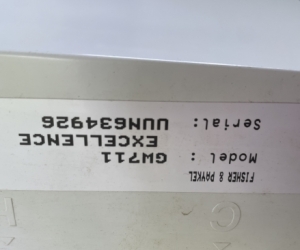 FISHER & PAYKEL
Model : GW711
EXCELLENCE
Serial: UUN634926